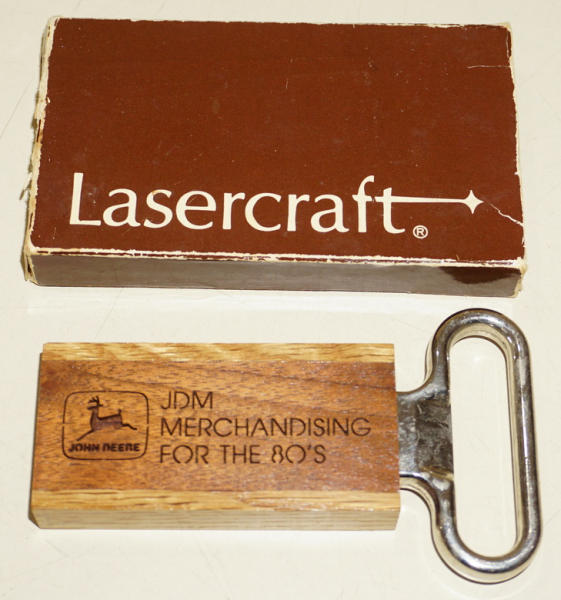 Lasercraft®
JOHN DEERE
JDM
MERCHANDISING
FOR THE 80'S